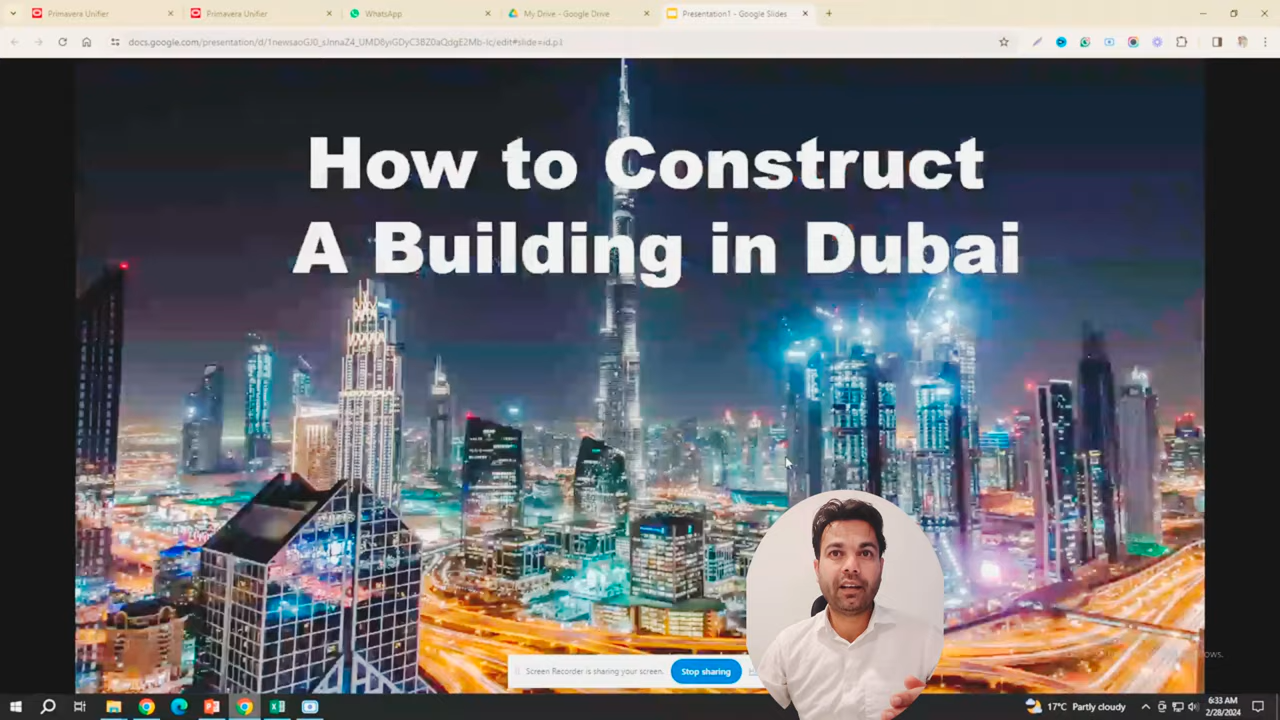 Primavera Unifier
Primavera Unifier
WhatsApp
My Drive - Google Drive
Presentation1 - Google Slides
How to Construct
A Building in Dubai
Screen Recorder is sharing your screen.
Stop sharing
17°C Partly cloudy
6:33 AM
2/28/2024